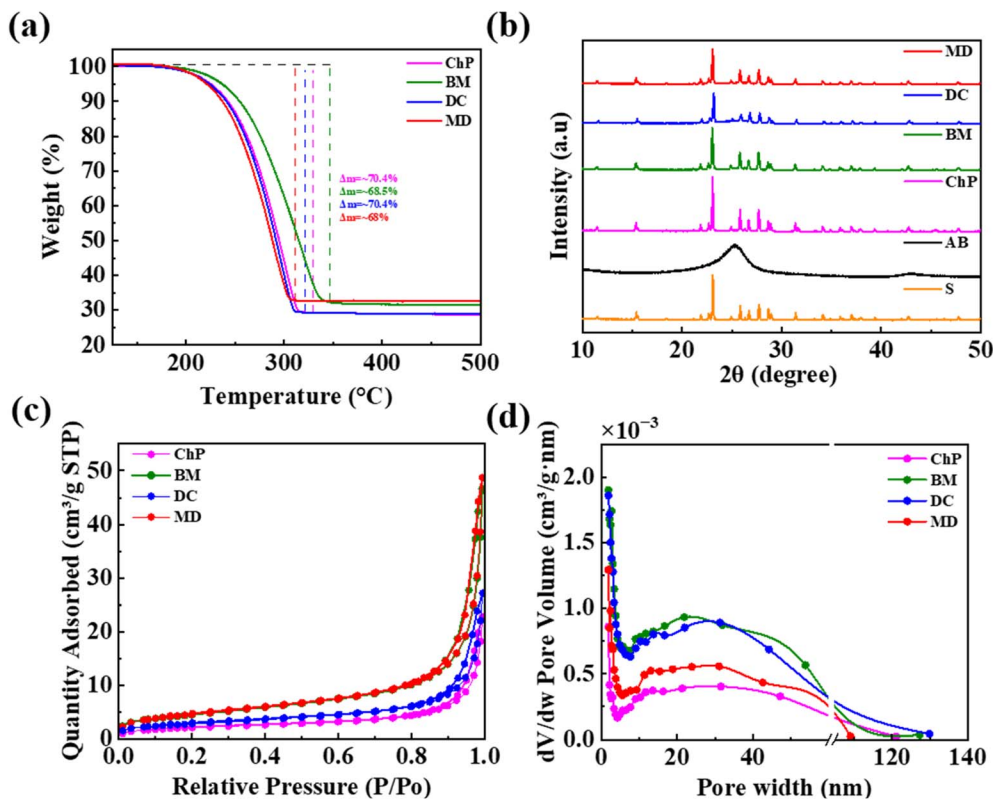 (a)
Weight (%)
100
90
80
70
60
50
40
30
20
200
300
400
500
Temperature (°C)
ChP
BM
DC
MD
Δm=~70.4%
Δm=~68.5%
Δm=~70.4%
Δm=~68%
(b)
Intensity (a.u)
MD
DC
BM
ChP
AB
S
10
20
30
40
50
2θ (degree)
(c)
Quantity Adsorbed (cm³/g STP)
50
40
30
20
10
0
0.0
0.2
0.4
0.6
0.8
1.0
Relative Pressure (P/Po)
ChP
BM
DC
MD
(d)
×10⁻³
dV/dw Pore Volume (cm³/g·nm)
2.0
1.5
1.0
0.5
0.0
0
20
40
120
140
Pore width (nm)
ChP
BM
DC
MD